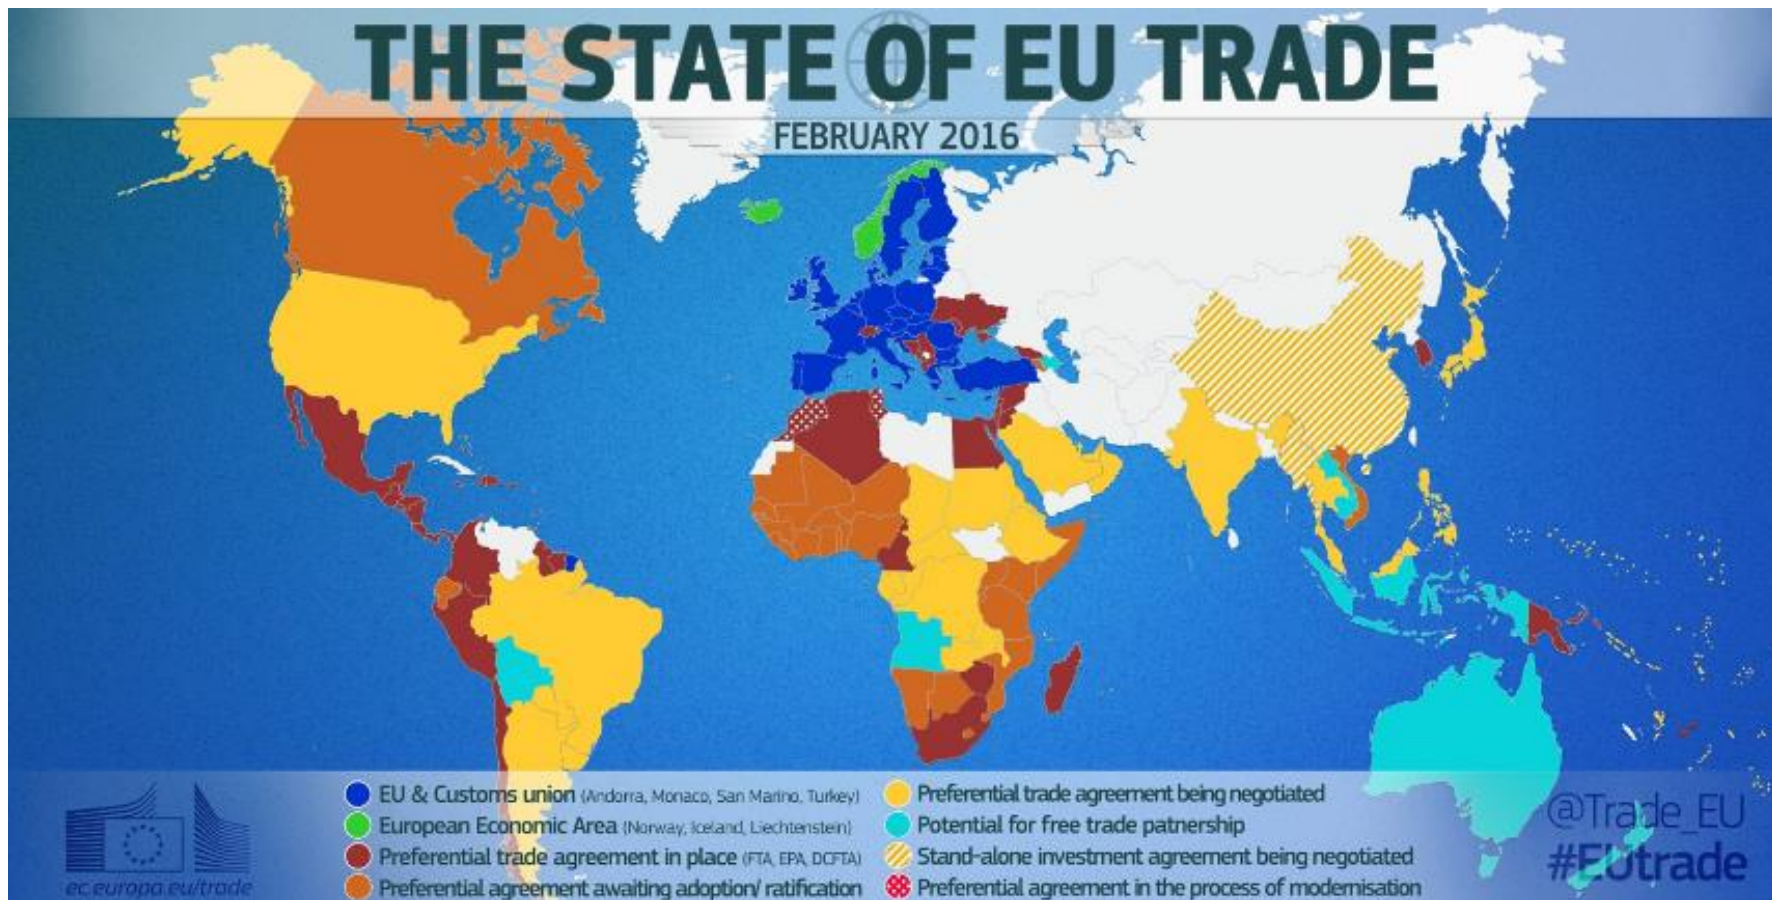 THE STATE OF EU TRADE
FEBRUARY 2016
EU & Customs union (Andorra, Monaco, San Marino, Turkey)
European Economic Area (Norway, Iceland, Liechtenstein)
Preferential trade agreement in place (FTA, EPA, DCFTA)
Preferential agreement awaiting adoption/ ratification
Preferential trade agreement being negotiated
Potential for free trade patnership
Stand-alone investment agreement being negotiated
Preferential agreement in the process of modernisation
ec.europa.eu/trade
@Trade_EU
#EUtrade